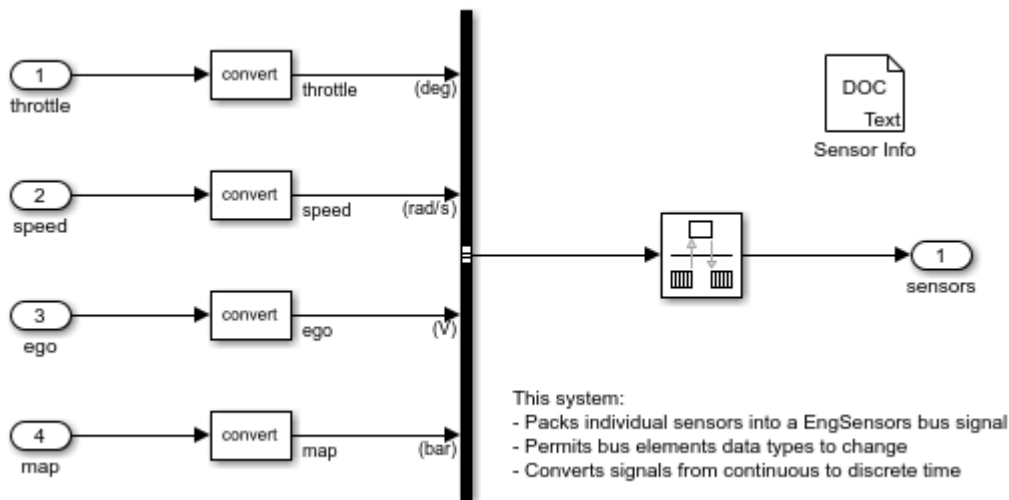 1
throttle
convert
throttle
(deg)
2
speed
convert
speed
(rad/s)
3
ego
convert
ego
(V)
4
map
convert
map
(bar)
DOC
Text
Sensor Info
1
sensors
This system:
- Packs individual sensors into a EngSensors bus signal
- Permits bus elements data types to change
- Converts signals from continuous to discrete time